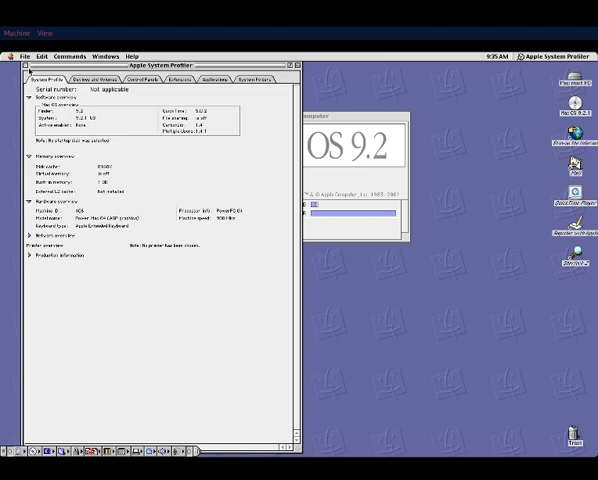 Machine View
File Edit Commands Windows Help
9:35 AM Apple System Profiler
Apple System Profiler
System Profile Devices and Volumes Control Panels Extensions Applications System Folders
Serial number: Not applicable
Software overview
Mac OS overview
Finder: 9.2
System: 9.2.1
Active enabler: None
QuickTime: 5.0.2
File sharing: is off
CarbonLib: 1.4
Multiple Users: 1.4.1
Note: No startup disk was selected
Memory overview
Disk cache:
Virtual memory: is off
Built-in memory: 1 GB
External L2 cache: Not installed
Hardware overview
Machine ID: 406
Model name: Power Mac G4 (AGP graphics)
Keyboard type: Apple Extended Keyboard
Processor info: PowerPC G4
Machine speed: 900 MHz
Network overview
Printer overview
Note: No printer has been chosen.
Production information
omputer
OS 9.2
™ & © Apple Computer, Inc. 1983-2001
Macintosh HD
Mac OS 9.2.1
Browse the Internet
Mail
QuickTime Player
Register with Apple
Sherlock 2
Trash